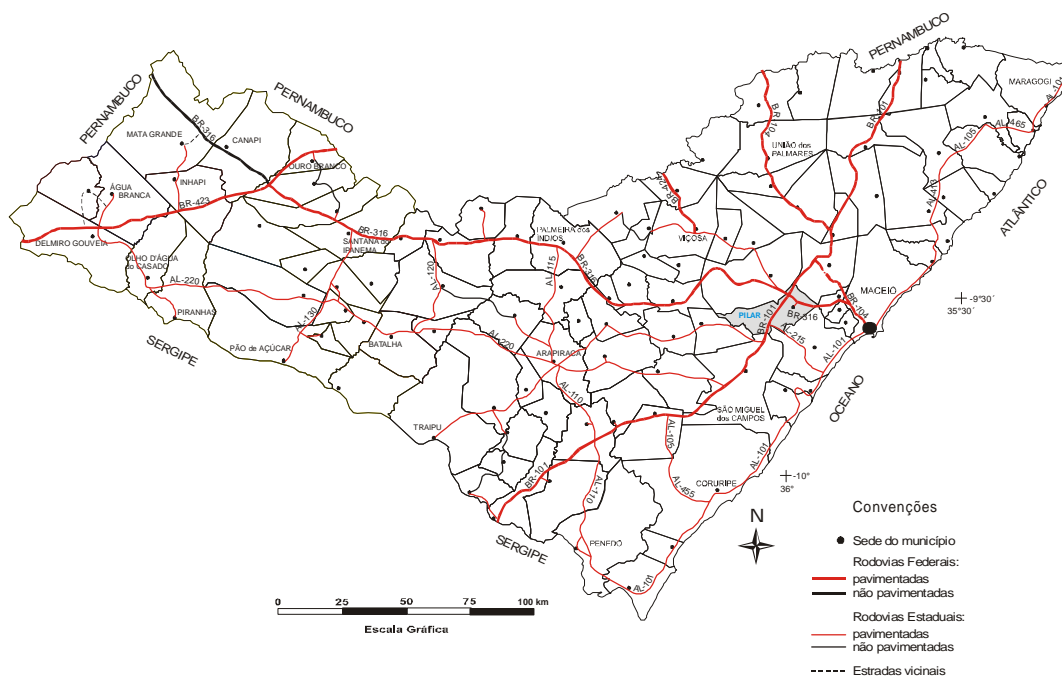 PERNAMBUCO
BR-101
MARAGOGI
AL-101
AL-465
AL-105
BR-104
UNIÃO dos
PALMARES
AL-413
ATLÂNTICO
PERNAMBUCO
PERNAMBUCO
BR-316
MATA GRANDE
CANAPI
OURO BRANCO
INHAPI
ÁGUA
BRANCA
BR-423
DELMIRO GOUVEIA
OLHO D'ÁGUA
do CASADO
AL-220
PIRANHAS
BR-316
SANTANA do
IPANEMA
AL-120
AL-130
PÃO de AÇÚCAR
BATALHA
SERGIPE
PALMEIRA dos
ÍNDIOS
AL-115
BR-316
BR-424
VIÇOSA
AL-220
ARAPIRACA
AL-110
TRAIPU
PILAR
BR-101
BR-316
MACEIÓ
BR-104
AL-215
AL-101
OCEANO
-9°30´
35°30´
SÃO MIGUEL
dos CAMPOS
AL-105
AL-455
AL-101
CORURIPE
-10°
36°
BR-101
AL-110
SERGIPE
PENEDO
AL-101
N
0 25 50 75 100 km
Escala Gráfica
Convenções
Sede do município
Rodovias Federais:
pavimentadas
não pavimentadas
Rodovias Estaduais:
pavimentadas
não pavimentadas
Estradas vicinais